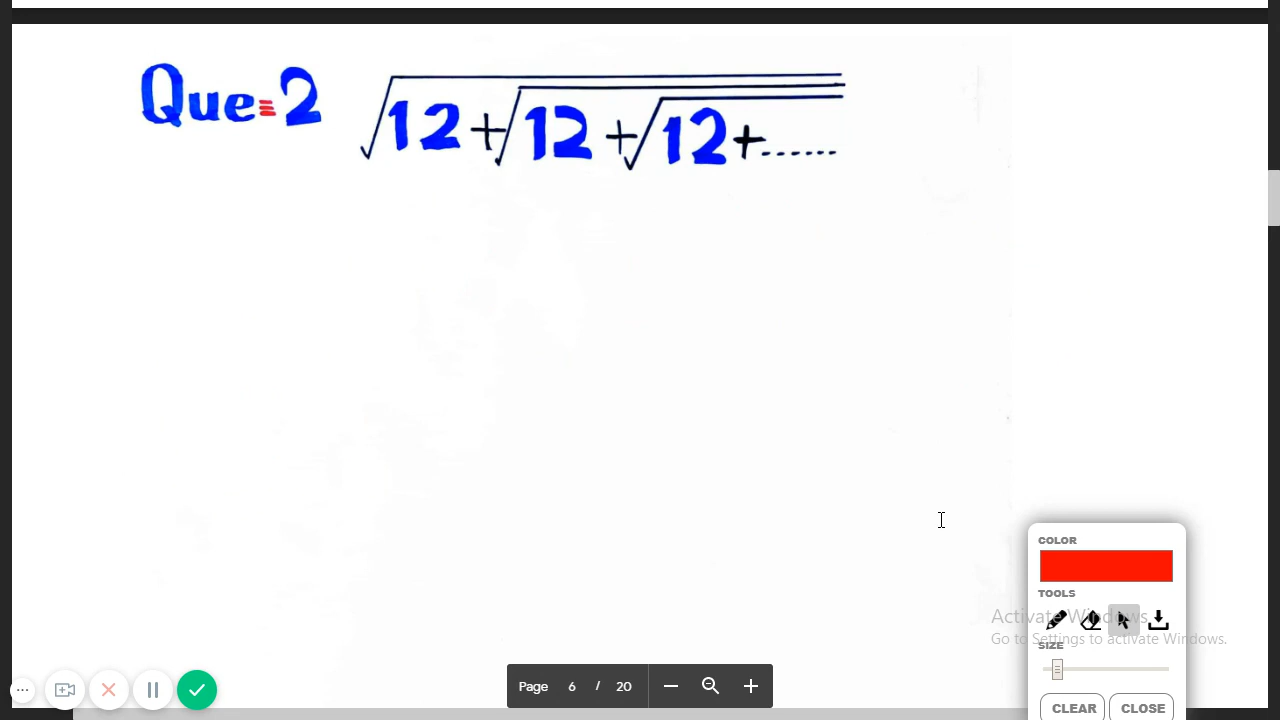 Que=2 √12+√12+√12+......
COLOR
TOOLS
Activate Windows
Go to Settings to activate Windows.
SIZE
Page 6 / 20
CLEAR CLOSE